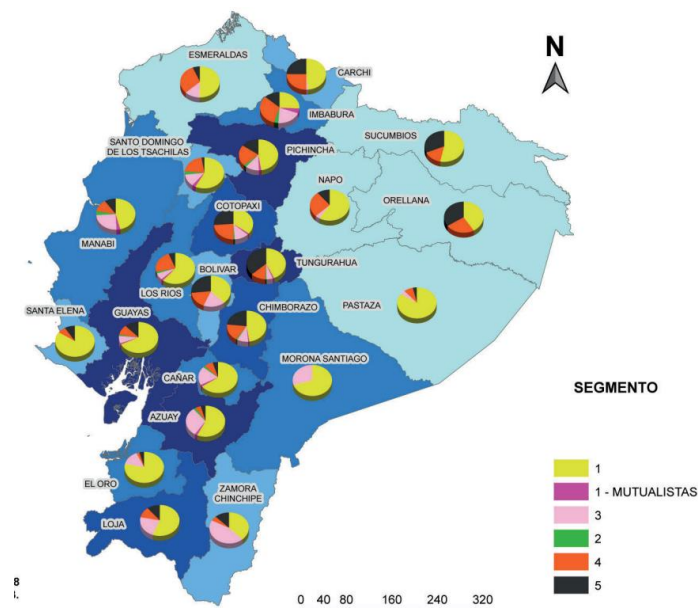 ESMERALDAS
N
CARCHI
IMBABURA
SANTO DOMINGO
DE LOS TSACHILAS
PICHINCHA
SUCUMBIOS
NAPO
ORELLANA
COTOPAXI
MANABI
TUNGURAHUA
BOLIVAR
LOS RIOS
PASTAZA
SANTA ELENA
GUAYAS
CHIMBORAZO
MORONA SANTIAGO
CAÑAR
AZUAY
SEGMENTO
1
1 - MUTUALISTAS
3
2
4
5
EL ORO
ZAMORA
CHINCHIPE
LOJA
8
0 40 80 160 240 320